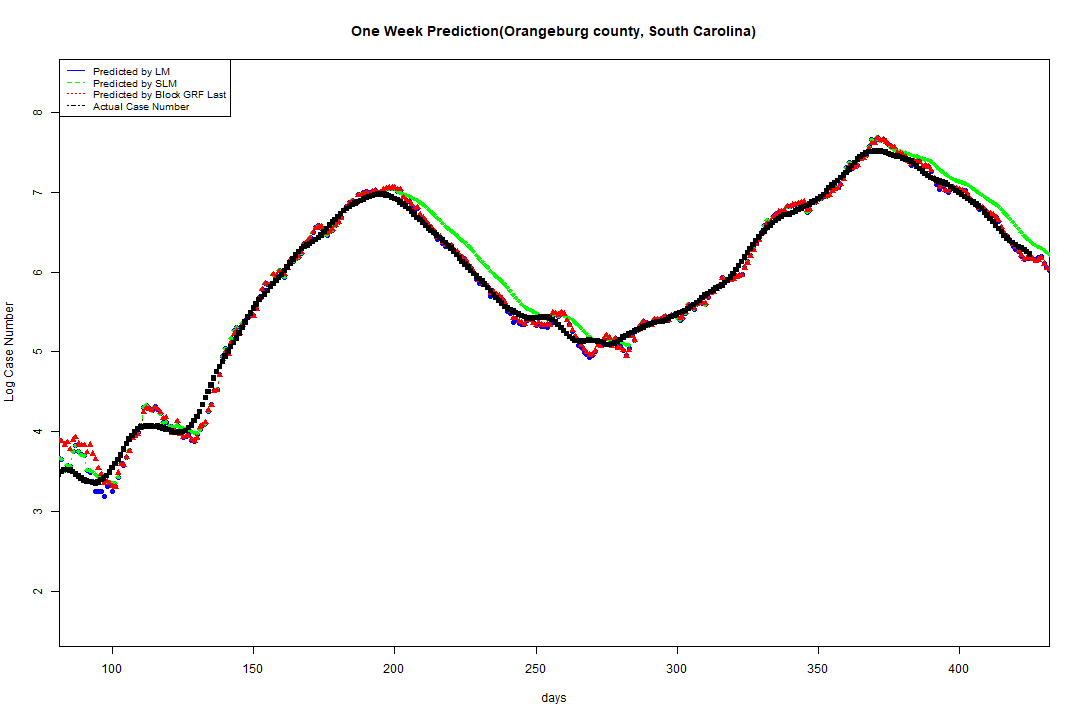 One Week Prediction(Orangeburg county, South Carolina)
Predicted by LM
Predicted by SLM
Predicted by Block GRF Last
Actual Case Number
8
7
6
5
4
3
2
Log Case Number
100 150 200 250 300 350 400
days